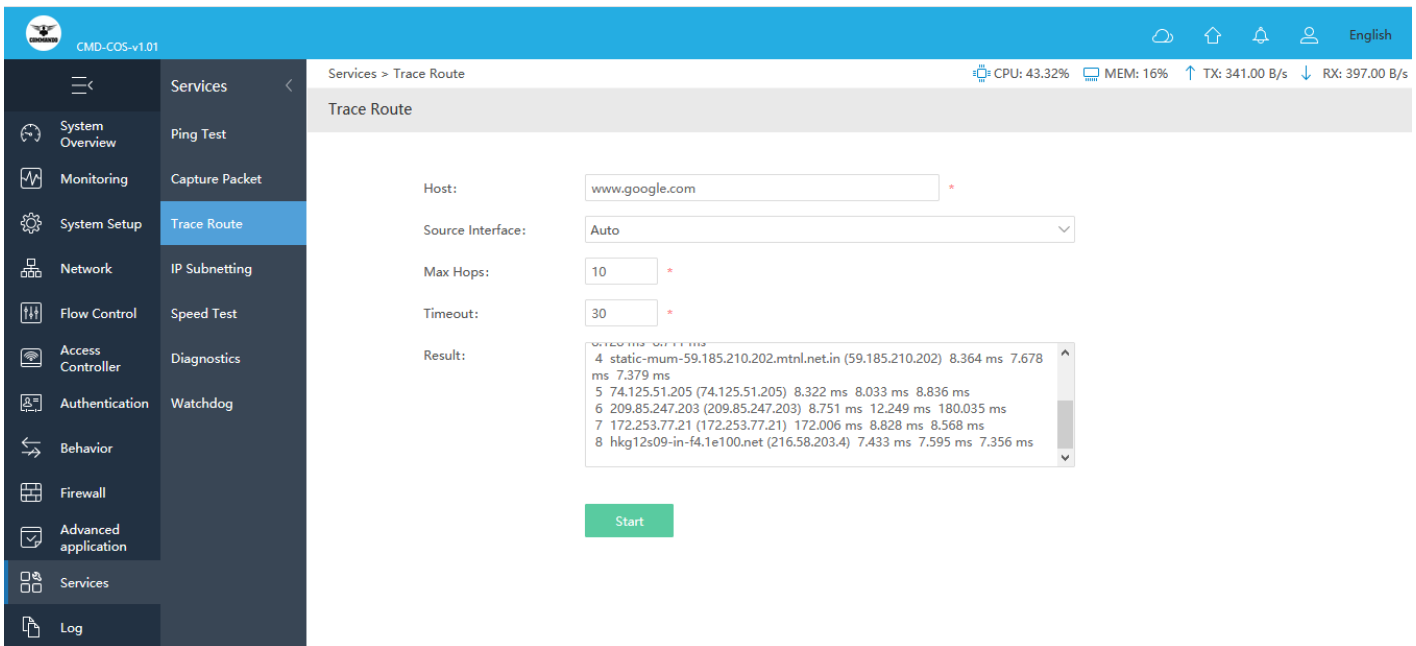 COMMANDO
CMD-COS-v1.01
English
Services
Services > Trace Route
CPU: 43.32%
MEM: 16%
TX: 341.00 B/s
RX: 397.00 B/s
Trace Route
System
Overview
Monitoring
System Setup
Network
Flow Control
Access
Controller
Authentication
Behavior
Firewall
Advanced
application
Services
Log
Ping Test
Capture Packet
Trace Route
IP Subnetting
Speed Test
Diagnostics
Watchdog
Host:
www.google.com
*
Source Interface:
Auto
Max Hops:
10
*
Timeout:
30
*
Result:
4 static-mum-59.185.210.202.mtnl.net.in (59.185.210.202) 8.364 ms 7.678
ms 7.379 ms
5 74.125.51.205 (74.125.51.205) 8.322 ms 8.033 ms 8.836 ms
6 209.85.247.203 (209.85.247.203) 8.751 ms 12.249 ms 180.035 ms
7 172.253.77.21 (172.253.77.21) 172.006 ms 8.828 ms 8.568 ms
8 hkg12s09-in-f4.1e100.net (216.58.203.4) 7.433 ms 7.595 ms 7.356 ms
Start